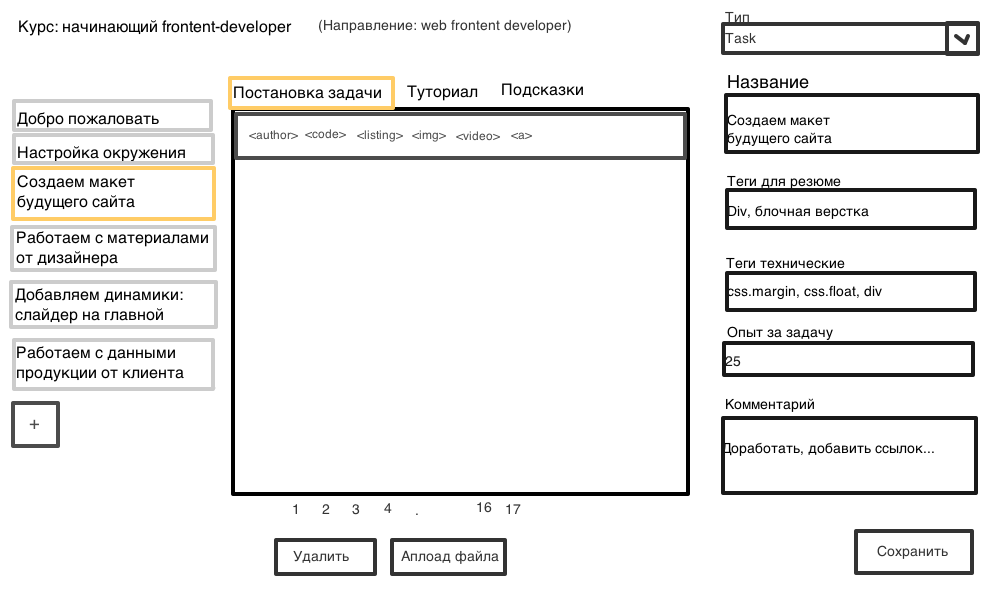 Курс: начинающий frontent-developer
(Направление: web frontent developer)
Добро пожаловать
Настройка окружения
Создаем макет
будущего сайта
Работаем с материалами
от дизайнера
Добавляем динамики:
слайдер на главной
Работаем с данными
продукции от клиента
+
Постановка задачи
Туториал
Подсказки
<author> <code> <listing> <img> <video> <a>
1 2 3 4 . 16 17
Удалить
Аплоад файла
Тип
Task
Название
Создаем макет
будущего сайта
Теги для резюме
Div, блочная верстка
Теги технические
css.margin, css.float, div
Опыт за задачу
25
Комментарий
Доработать, добавить ссылок...
Сохранить